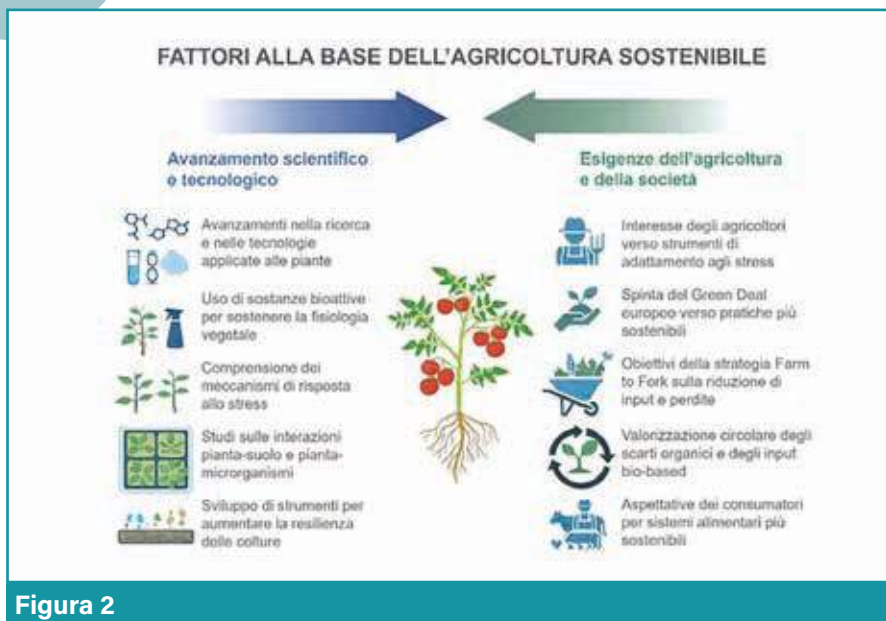 FATTORI ALLA BASE DELL'AGRICOLTURA SOSTENIBILE
Avanzamento scientifico
e tecnologico
Avanzamenti nella ricerca
e nelle tecnologie
applicate alle piante
Uso di sostanze bioattive
per sostenere la fisiologia
vegetale
Comprensione dei
meccanismi di risposta
allo stress
Studi sulle interazioni
pianta-suolo e pianta-
microrganismi
Sviluppo di strumenti per
aumentare la resilienza
delle colture
Esigenze dell'agricoltura
e della società
Interesse degli agricoltori
verso strumenti di
adattamento agli stress
Spinta del Green Deal
europeo verso pratiche più
sostenibili
Obiettivi della strategia Farm
to Fork sulla riduzione di
input e perdite
Valorizzazione circolare degli
scarti organici e degli input
bio-based
Aspettative dei consumatori
per sistemi alimentari più
sostenibili
Figura 2